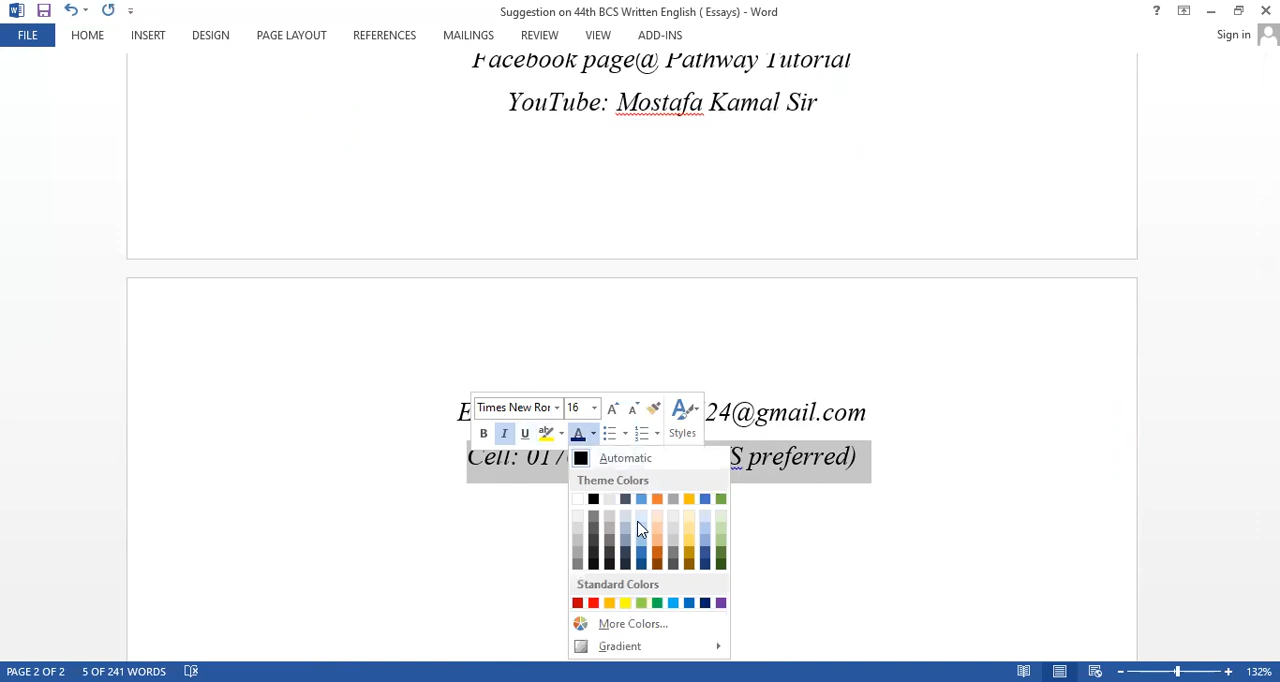 Suggestion on 44th BCS Written English ( Essays) - Word
?
FILE HOME INSERT DESIGN PAGE LAYOUT REFERENCES MAILINGS REVIEW VIEW ADD-INS Sign in
Facebook page@ Pathway Tutorial
YouTube: Mostafa Kamal Sir
Times New Ror 16
24@gmail.com
B I U A Styles
Cell: preferred)
Automatic
Theme Colors
Standard Colors
More Colors...
Gradient
PAGE 2 OF 2 5 OF 241 WORDS 132%